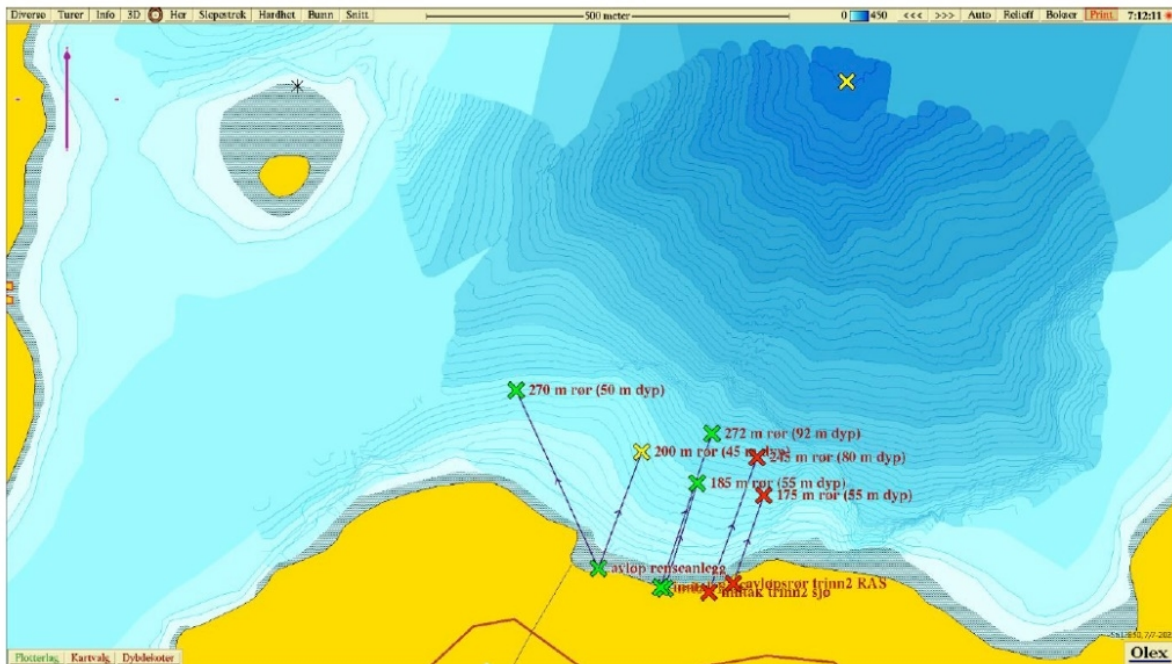 Diverse Turer Info 3D Her Slepestrek Hardhet Bunn Snitt 500 meter 0 450 <<< >>> Auto Relieff Bokser Print 7:12:11
270 m rør (50 m dyp)
272 m rør (92 m dyp)
200 m rør (45 m dyp)
245 m rør (80 m dyp)
185 m rør (55 m dyp)
175 m rør (55 m dyp)
avløp renseanlegg
avløpsrør trinn2 RAS
inntak trinn2 sjø
Plotterlag Kartvalg Dybdekoter
Olex